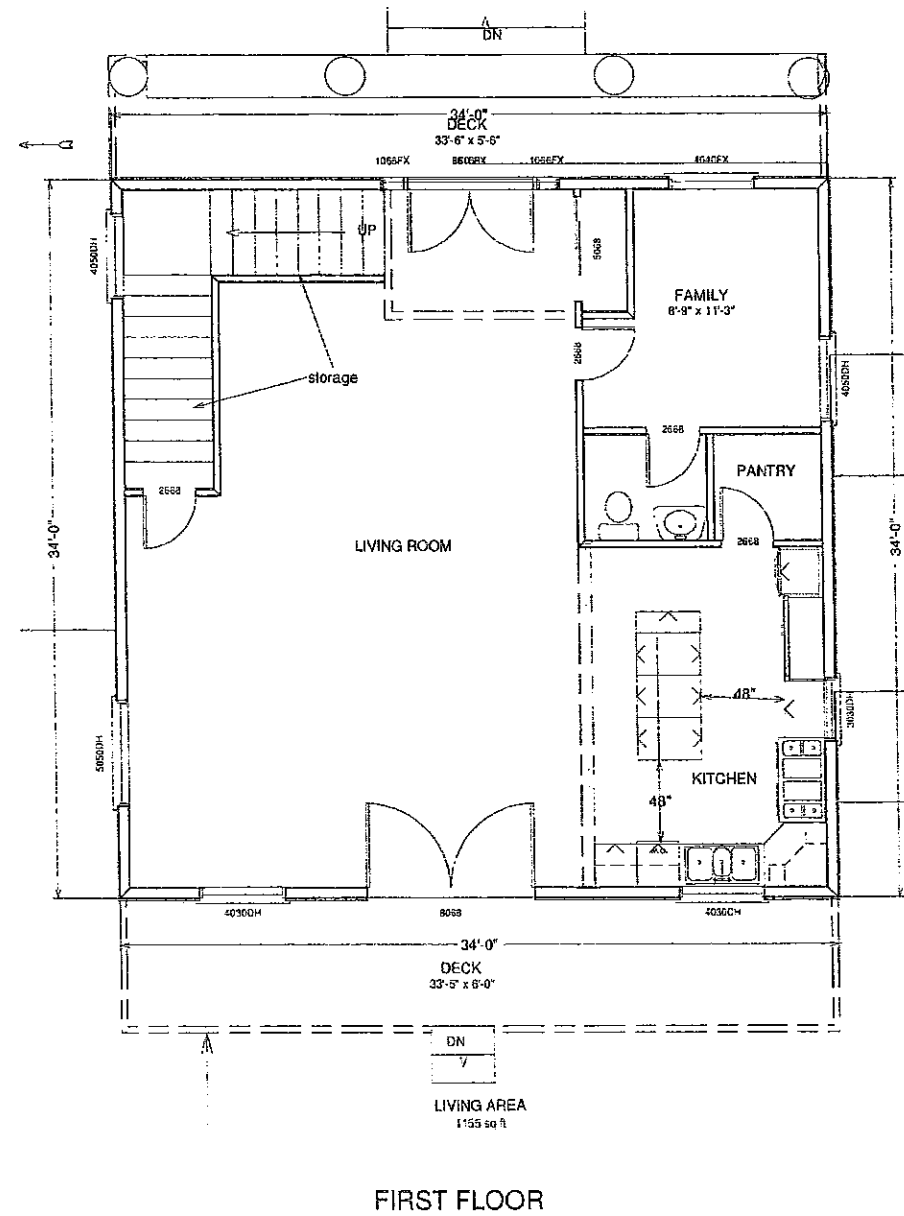 DN
34'-0"
DECK
33'-6" x 5'-6"
1066FX
1066FX
4040FX
4050DH
UP
5068
FAMILY
8'-9" x 11'-3"
2668
4050DH
storage
2668
PANTRY
2668
34'-0"
LIVING ROOM
2668
34'-0"
48"
3030DH
5050DH
KITCHEN
48"
4030DH
8068
4030DH
34'-0"
DECK
33'-5" x 6'-0"
DN
LIVING AREA
1155 sq ft
FIRST FLOOR